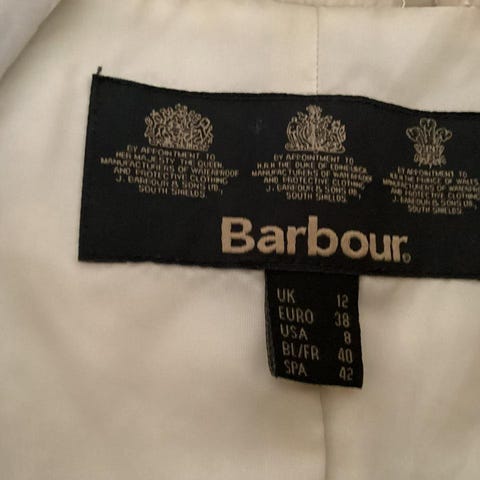 BY APPOINTMENT TO
HER MAJESTY THE QUEEN
MANUFACTURERS OF WATERPROOF
AND PROTECTIVE CLOTHING
J. BARBOUR & SONS LTD,
SOUTH SHIELDS.
BY APPOINTMENT TO
H.R.H. THE DUKE OF EDINBURGH
MANUFACTURERS OF WATERPROOF
AND PROTECTIVE CLOTHING
J. BARBOUR & SONS LTD,
SOUTH SHIELDS.
BY APPOINTMENT TO
H.R.H. THE PRINCE OF WALES
MANUFACTURERS OF WATERPROOF
AND PROTECTIVE CLOTHING
J. BARBOUR & SONS LTD,
SOUTH SHIELDS.
Barbour®
UK 12
EURO 38
USA 8
BL/FR 40
SPA 42